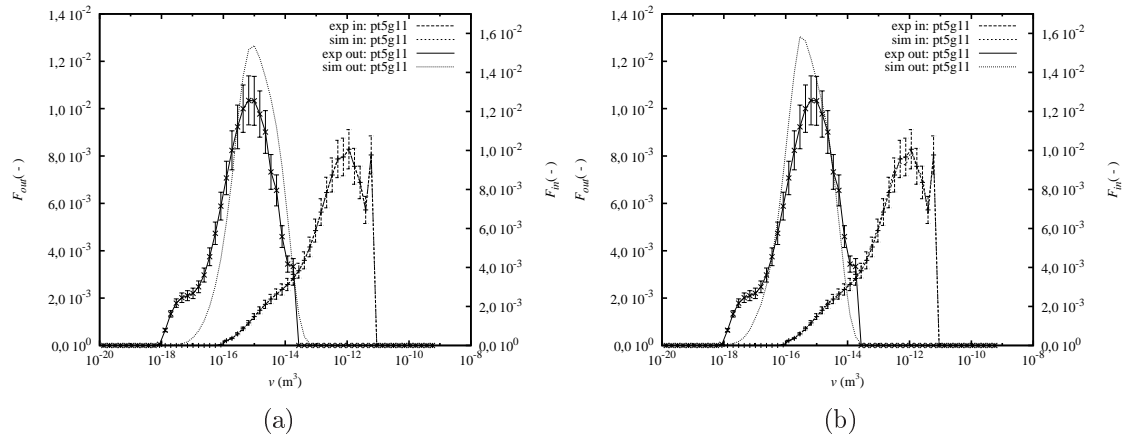 1,4 10⁻²
1,2 10⁻²
1,0 10⁻²
8,0 10⁻³
6,0 10⁻³
4,0 10⁻³
2,0 10⁻³
0,0 10⁰
F_out(-)
exp in: pt5g11
sim in: pt5g11
exp out: pt5g11
sim out: pt5g11
1,6 10⁻²
1,4 10⁻²
1,2 10⁻²
1,0 10⁻²
8,0 10⁻³
6,0 10⁻³
4,0 10⁻³
2,0 10⁻³
0,0 10⁰
F_in(-)
10⁻²⁰ 10⁻¹⁸ 10⁻¹⁶ 10⁻¹⁴ 10⁻¹² 10⁻¹⁰ 10⁻⁸
v (m³)
(a)
1,4 10⁻²
1,2 10⁻²
1,0 10⁻²
8,0 10⁻³
6,0 10⁻³
4,0 10⁻³
2,0 10⁻³
0,0 10⁰
F_out(-)
exp in: pt5g11
sim in: pt5g11
exp out: pt5g11
sim out: pt5g11
1,6 10⁻²
1,4 10⁻²
1,2 10⁻²
1,0 10⁻²
8,0 10⁻³
6,0 10⁻³
4,0 10⁻³
2,0 10⁻³
0,0 10⁰
F_in(-)
10⁻²⁰ 10⁻¹⁸ 10⁻¹⁶ 10⁻¹⁴ 10⁻¹² 10⁻¹⁰ 10⁻⁸
v (m³)
(b)